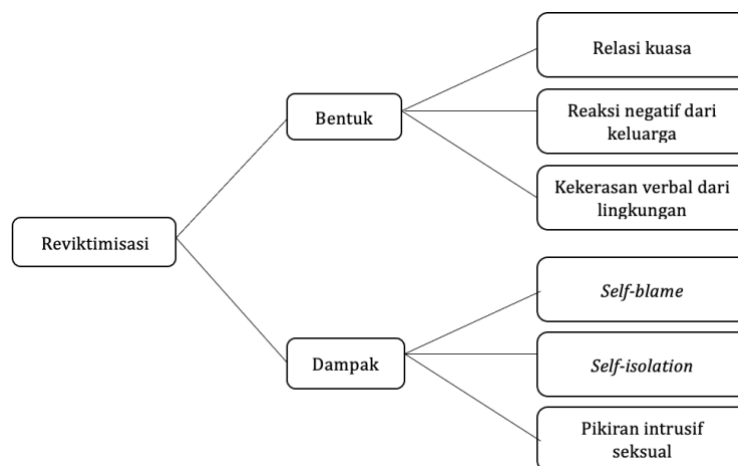 Reviktimisasi
Bentuk
Relasi kuasa
Reaksi negatif dari
keluarga
Kekerasan verbal dari
lingkungan
Dampak
Self-blame
Self-isolation
Pikiran intrusif
seksual